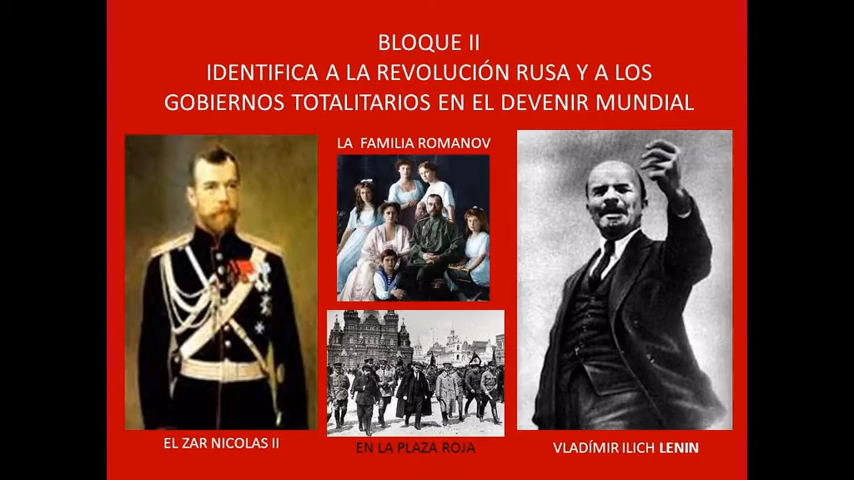 BLOQUE II
IDENTIFICA A LA REVOLUCIÓN RUSA Y A LOS
GOBIERNOS TOTALITARIOS EN EL DEVENIR MUNDIAL
LA FAMILIA ROMANOV
EL ZAR NICOLAS II
EN LA PLAZA ROJA
VLADÍMIR ILICH LENIN